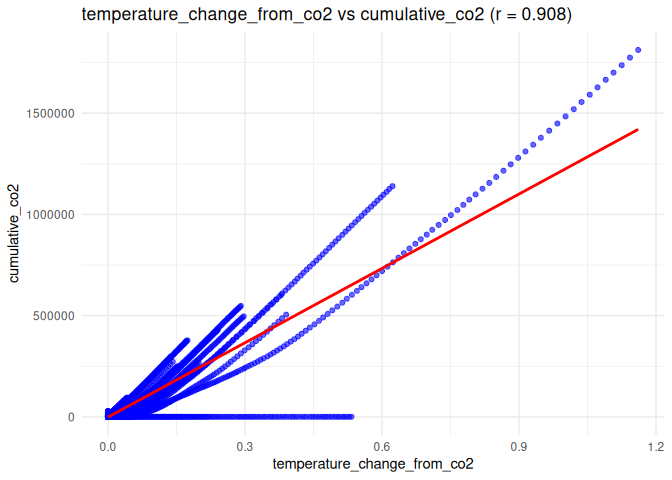 temperature_change_from_co2 vs cumulative_co2 (r = 0.908)
cumulative_co2
1500000
1000000
500000
0
0.0 0.3 0.6 0.9 1.2
temperature_change_from_co2